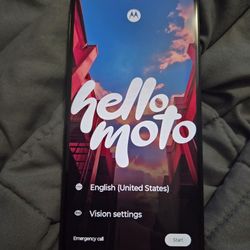 hello
moto
English (United States)
Vision settings
Emergency call
Start